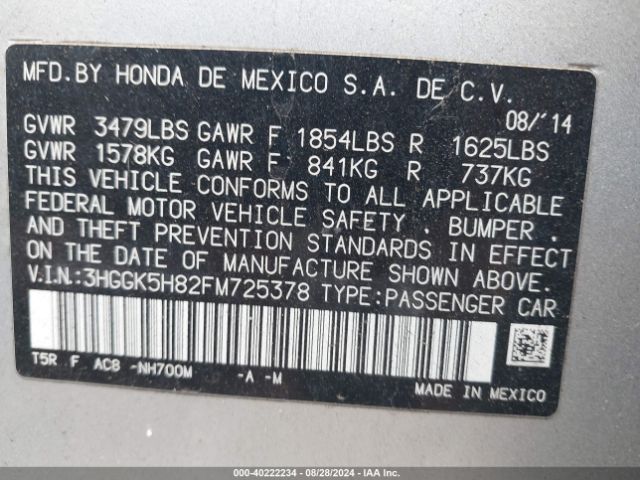 MFD.BY HONDA DE MEXICO S.A. DE C.V.
08/'14
GVWR 3479LBS GAWR F 1854LBS R 1625LBS
GVWR 1578KG GAWR F 841KG R 737KG
THIS VEHICLE CONFORMS TO ALL APPLICABLE
FEDERAL MOTOR VEHICLE SAFETY , BUMPER ,
AND THEFT PREVENTION STANDARDS IN EFFECT
ON THE DATE OF MANUFACTURE SHOWN ABOVE.
V.I.N.:3HGGK5H82FM725378 TYPE:PASSENGER CAR
T5R F AC8 -NH700M -A -M
MADE IN MEXICO
000-40222234 - 08/28/2024 - IAA Inc.